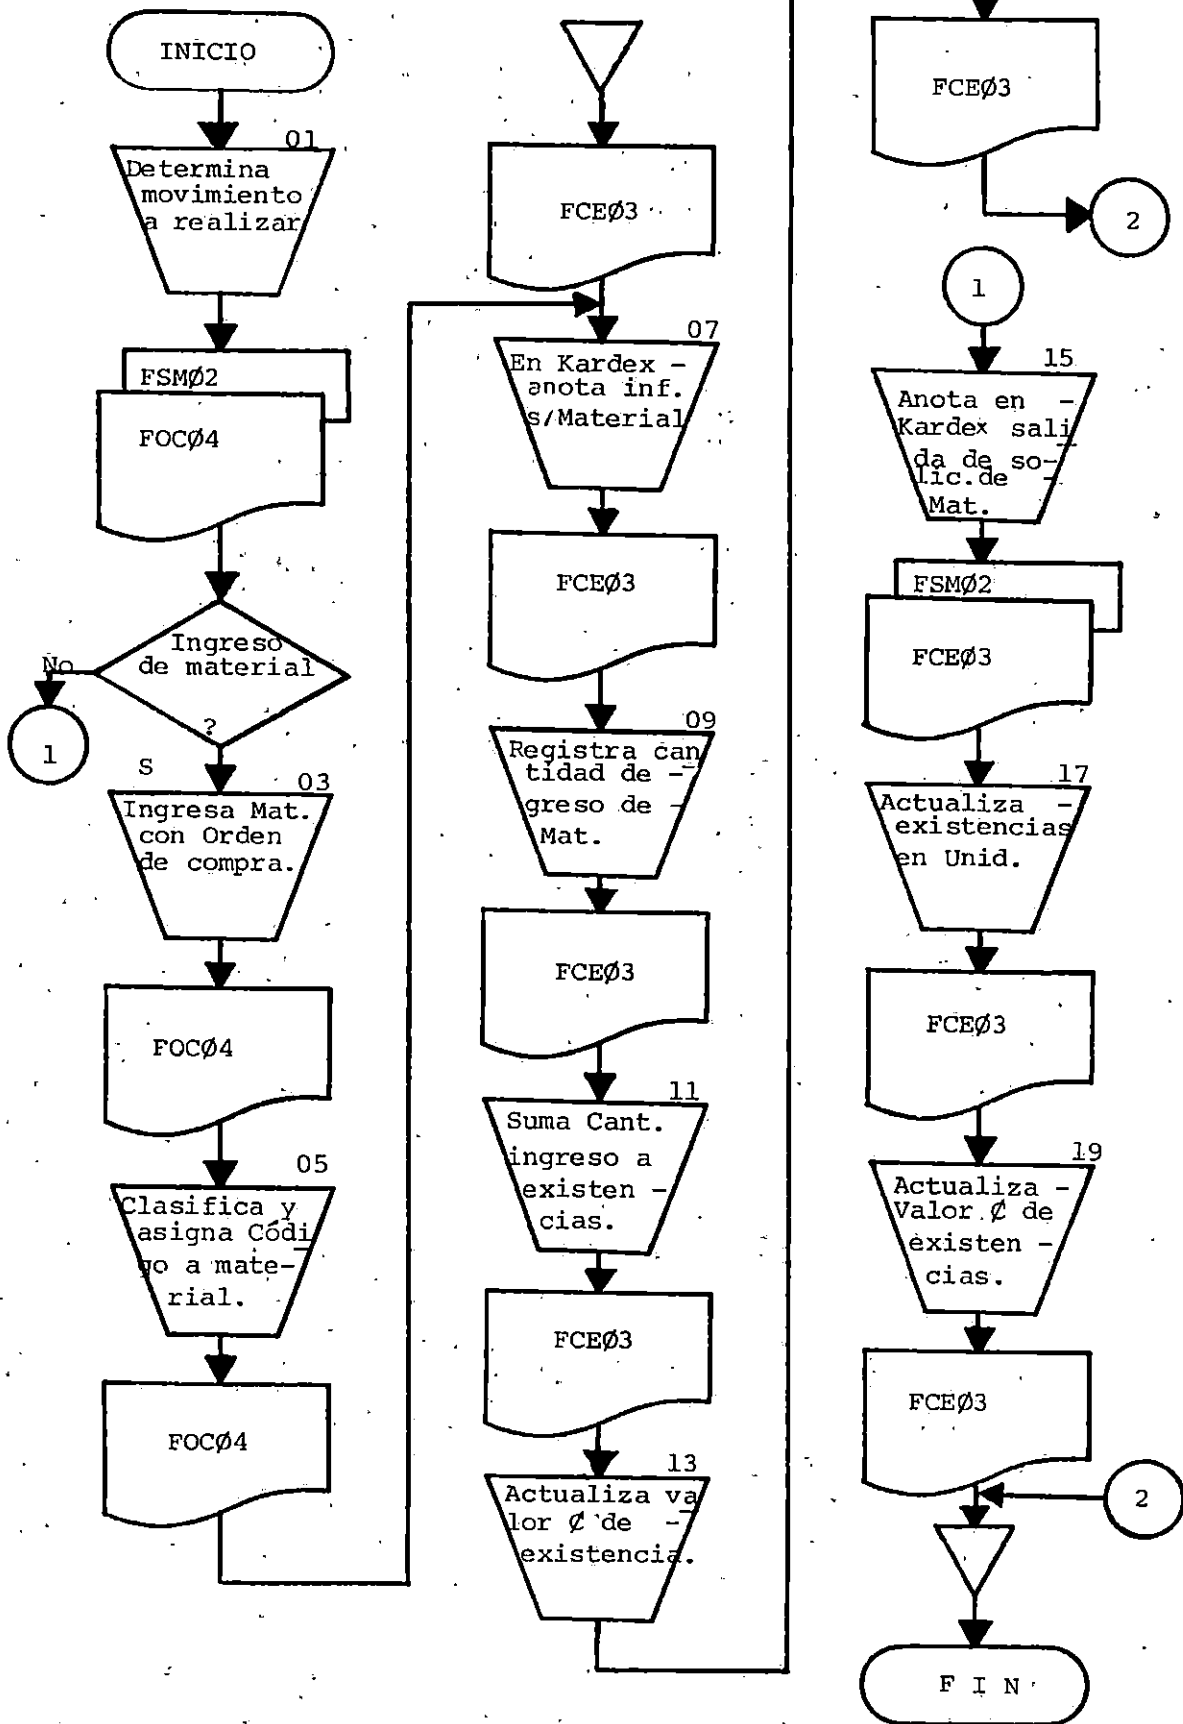 INICIO
01
Determina
movimiento
a realizar
FSMØ2
FOCØ4
Ingreso
de material
?
No
1
S
03
Ingresa Mat.
con Orden
de compra.
FOCØ4
05
Clasifica y
asigna Códi
go a mate-
rial.
FOCØ4
FCEØ3
07
En Kardex -
anota inf.
s/Material
FCEØ3
09
Registra can
tidad de -
greso de -
Mat.
FCEØ3
11
Suma Cant.
ingreso a
existen -
cias.
FCEØ3
13
Actualiza va
lor ₡ de -
existencia.
FCEØ3
2
1
15
Anota en -
Kardex sali
da de so-
lic.de -
Mat.
FSMØ2
FCEØ3
17
Actualiza -
existencias
en Unid.
FCEØ3
19
Actualiza -
Valor ₡ de
existen -
cias.
FCEØ3
2
F I N